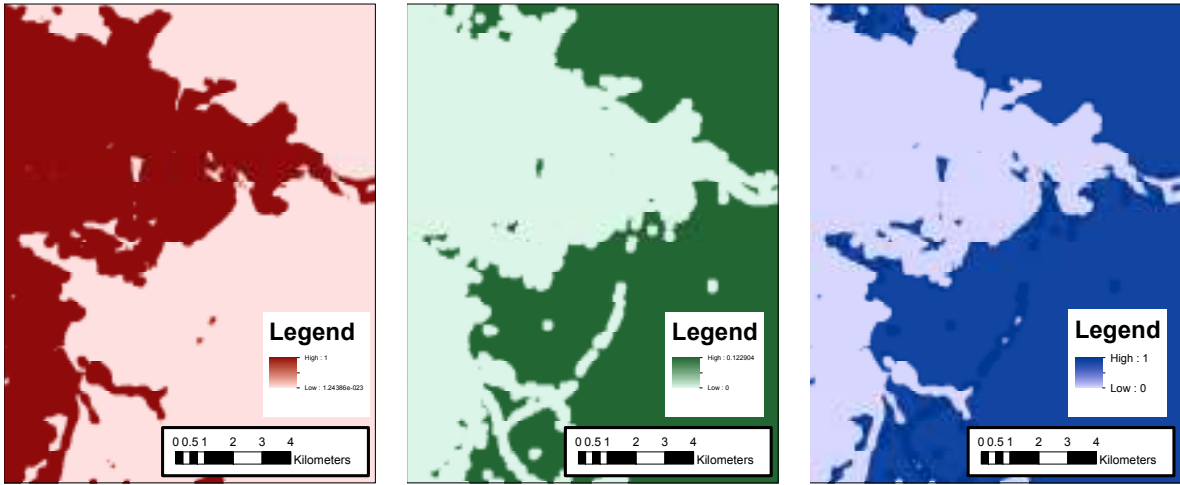 Legend
High : 1
Low : 1.24386e-023
0 0.5 1 2 3 4
Kilometers
Legend
High : 0.122904
Low : 0
0 0.5 1 2 3 4
Kilometers
Legend
High : 1
Low : 0
0 0.5 1 2 3 4
Kilometers